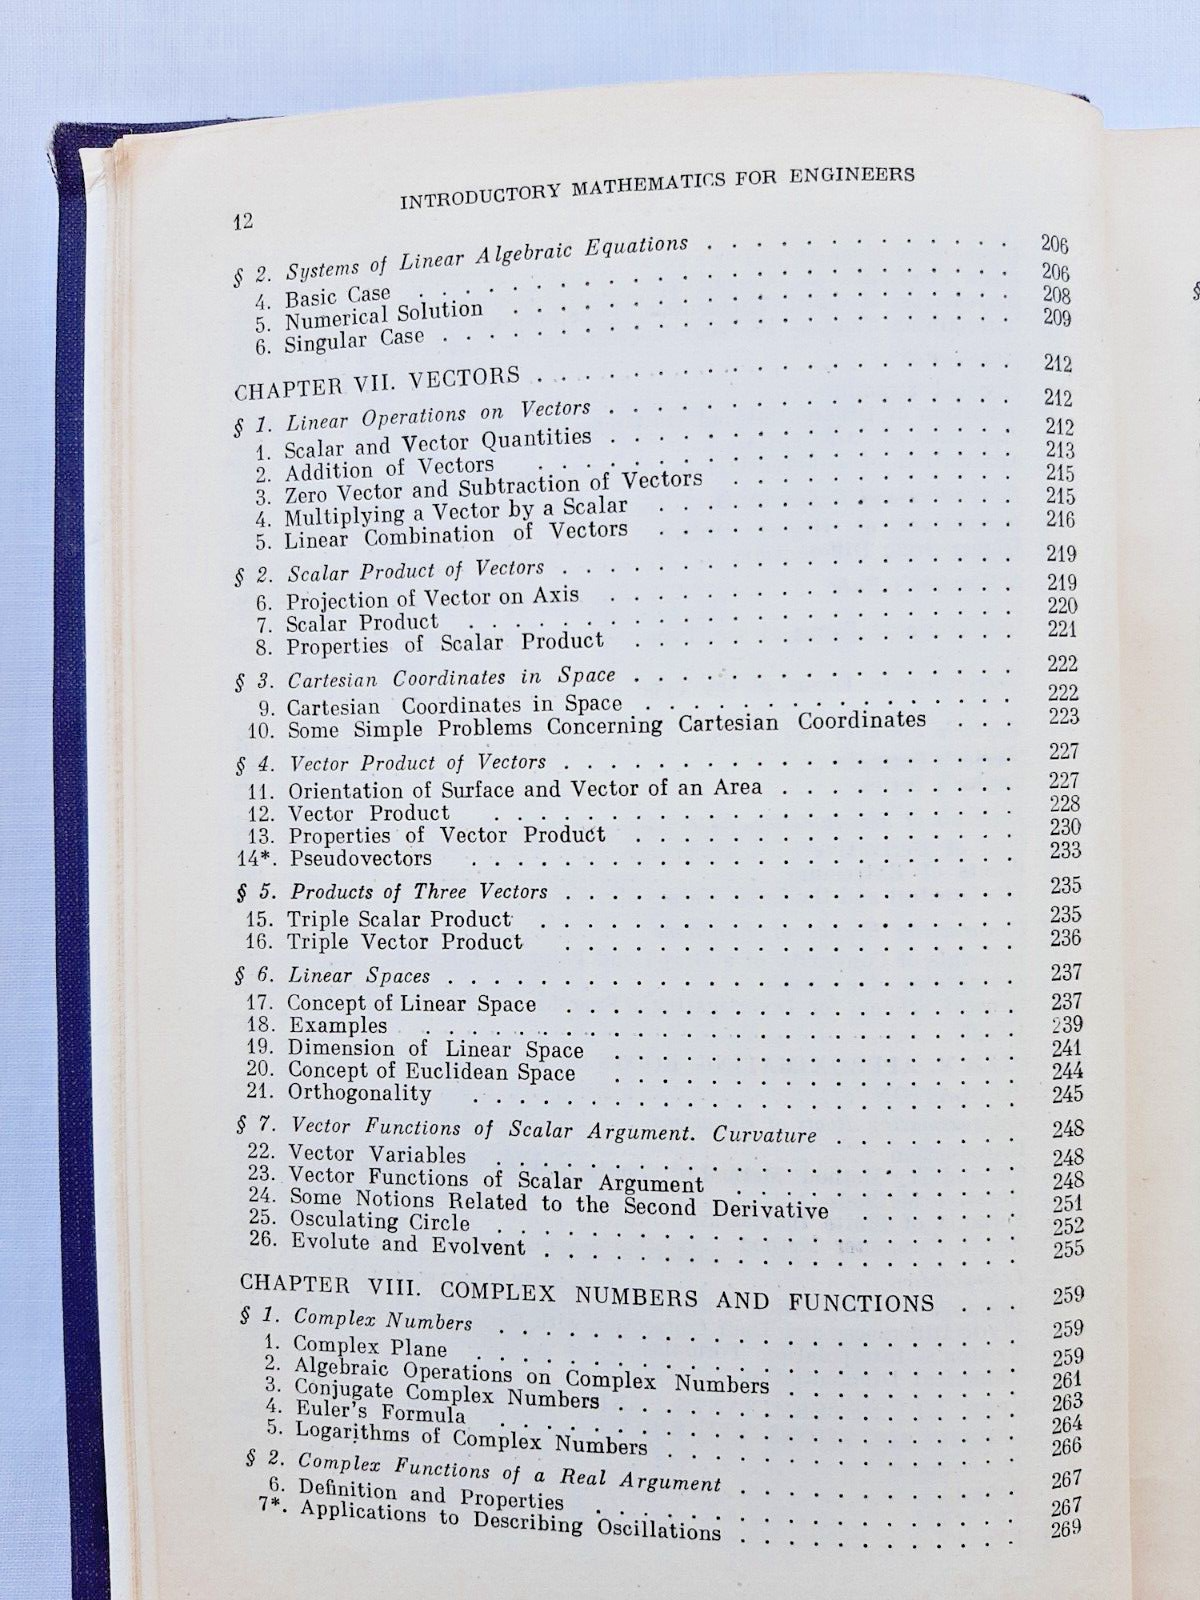 INTRODUCTORY MATHEMATICS FOR ENGINEERS
12
§ 2. Systems of Linear Algebraic Equations . . . . . . . . . . . . . 206
4. Basic Case . . . . . . . . . . . . . . . . . . . . 206
5. Numerical Solution . . . . . . . . . . . . . . . . . . 208
6. Singular Case . . . . . . . . . . . . . . . . . . . . 209
CHAPTER VII. VECTORS . . . . . . . . . . . . . . . . . 212
§ 1. Linear Operations on Vectors . . . . . . . . . . . . . . 212
1. Scalar and Vector Quantities . . . . . . . . . . . . . . 212
2. Addition of Vectors . . . . . . . . . . . . . . . . . 213
3. Zero Vector and Subtraction of Vectors . . . . . . . . . . 215
4. Multiplying a Vector by a Scalar . . . . . . . . . . . . 215
5. Linear Combination of Vectors . . . . . . . . . . . . 216
§ 2. Scalar Product of Vectors . . . . . . . . . . . . . . . 219
6. Projection of Vector on Axis . . . . . . . . . . . . . . 219
7. Scalar Product . . . . . . . . . . . . . . . . . . . 220
8. Properties of Scalar Product . . . . . . . . . . . . . 221
§ 3. Cartesian Coordinates in Space . . . . . . . . . . . . . 222
9. Cartesian Coordinates in Space . . . . . . . . . . . . . 222
10. Some Simple Problems Concerning Cartesian Coordinates . . . 223
§ 4. Vector Product of Vectors . . . . . . . . . . . . . . . 227
11. Orientation of Surface and Vector of an Area . . . . . . . . 227
12. Vector Product . . . . . . . . . . . . . . . . . . 228
13. Properties of Vector Product . . . . . . . . . . . . . 230
14*. Pseudovectors . . . . . . . . . . . . . . . . . . . 233
§ 5. Products of Three Vectors . . . . . . . . . . . . . . . 235
15. Triple Scalar Product . . . . . . . . . . . . . . . . 235
16. Triple Vector Product . . . . . . . . . . . . . . . 236
§ 6. Linear Spaces . . . . . . . . . . . . . . . . . . . 237
17. Concept of Linear Space . . . . . . . . . . . . . . . 237
18. Examples . . . . . . . . . . . . . . . . . . . . 239
19. Dimension of Linear Space . . . . . . . . . . . . . . 241
20. Concept of Euclidean Space . . . . . . . . . . . . . . 244
21. Orthogonality . . . . . . . . . . . . . . . . . . 245
§ 7. Vector Functions of Scalar Argument. Curvature . . . . . . . 248
22. Vector Variables . . . . . . . . . . . . . . . . . 248
23. Vector Functions of Scalar Argument . . . . . . . . . . 248
24. Some Notions Related to the Second Derivative . . . . . . 251
25. Osculating Circle . . . . . . . . . . . . . . . . . 252
26. Evolute and Evolvent . . . . . . . . . . . . . . . . 255
CHAPTER VIII. COMPLEX NUMBERS AND FUNCTIONS . . . 259
§ 1. Complex Numbers . . . . . . . . . . . . . . . . . 259
1. Complex Plane . . . . . . . . . . . . . . . . . . 259
2. Algebraic Operations on Complex Numbers . . . . . . . . 261
3. Conjugate Complex Numbers . . . . . . . . . . . . . . 263
4. Euler's Formula . . . . . . . . . . . . . . . . . 264
5. Logarithms of Complex Numbers . . . . . . . . . . . . 266
§ 2. Complex Functions of a Real Argument . . . . . . . . . . 267
6. Definition and Properties . . . . . . . . . . . . . . 267
7*. Applications to Describing Oscillations . . . . . . . . . 269
§